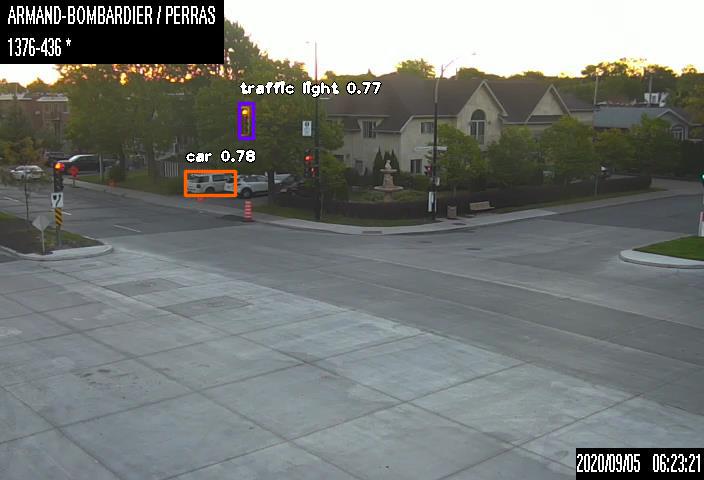 ARMAND-BOMBARDIER / PERRAS
1376-436 *
traffic light 0.77
car 0.78
2020/09/05 06:23:21